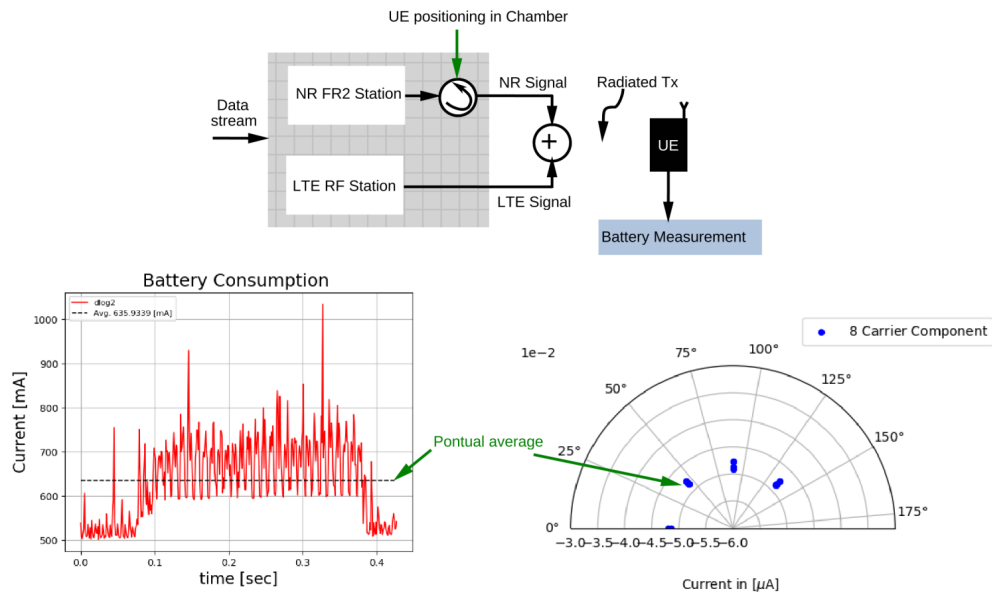 UE positioning in Chamber
NR FR2 Station
NR Signal
Radiated Tx
Data
stream
+
UE
LTE RF Station
LTE Signal
Battery Measurement
Battery Consumption
dlog2
Avg. 635.9339 [mA]
1000
900
800
700
600
500
Current [mA]
0.0 0.1 0.2 0.3 0.4
time [sec]
Pontual average
8 Carrier Component
1e-2
0°
25°
50°
75°
100°
125°
150°
175°
−3.0 −3.5 −4.0 −4.5 −5.0 −5.5 −6.0
Current in [µA]